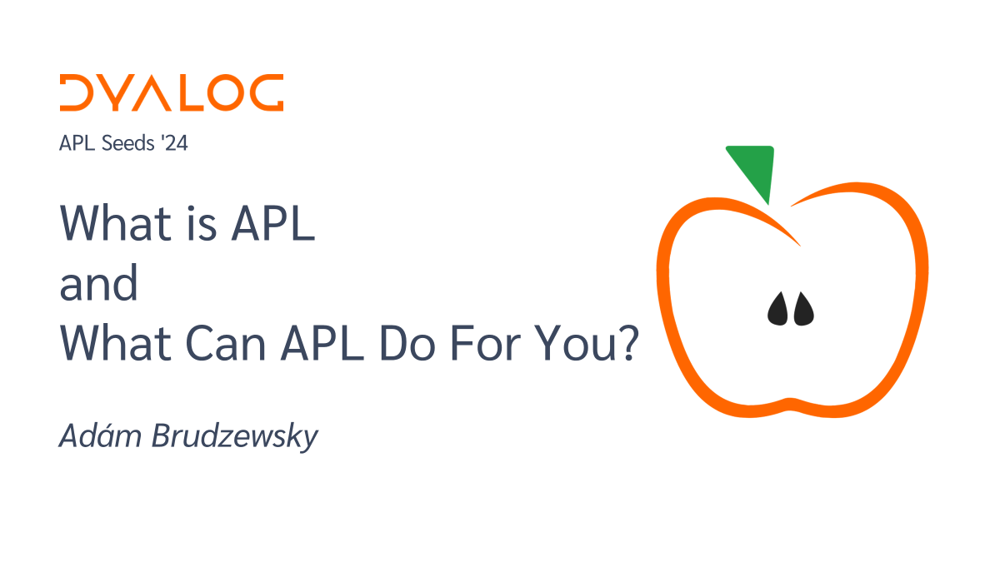 DYALOG
APL Seeds '24
What is APL
and
What Can APL Do For You?
Adám Brudzewsky